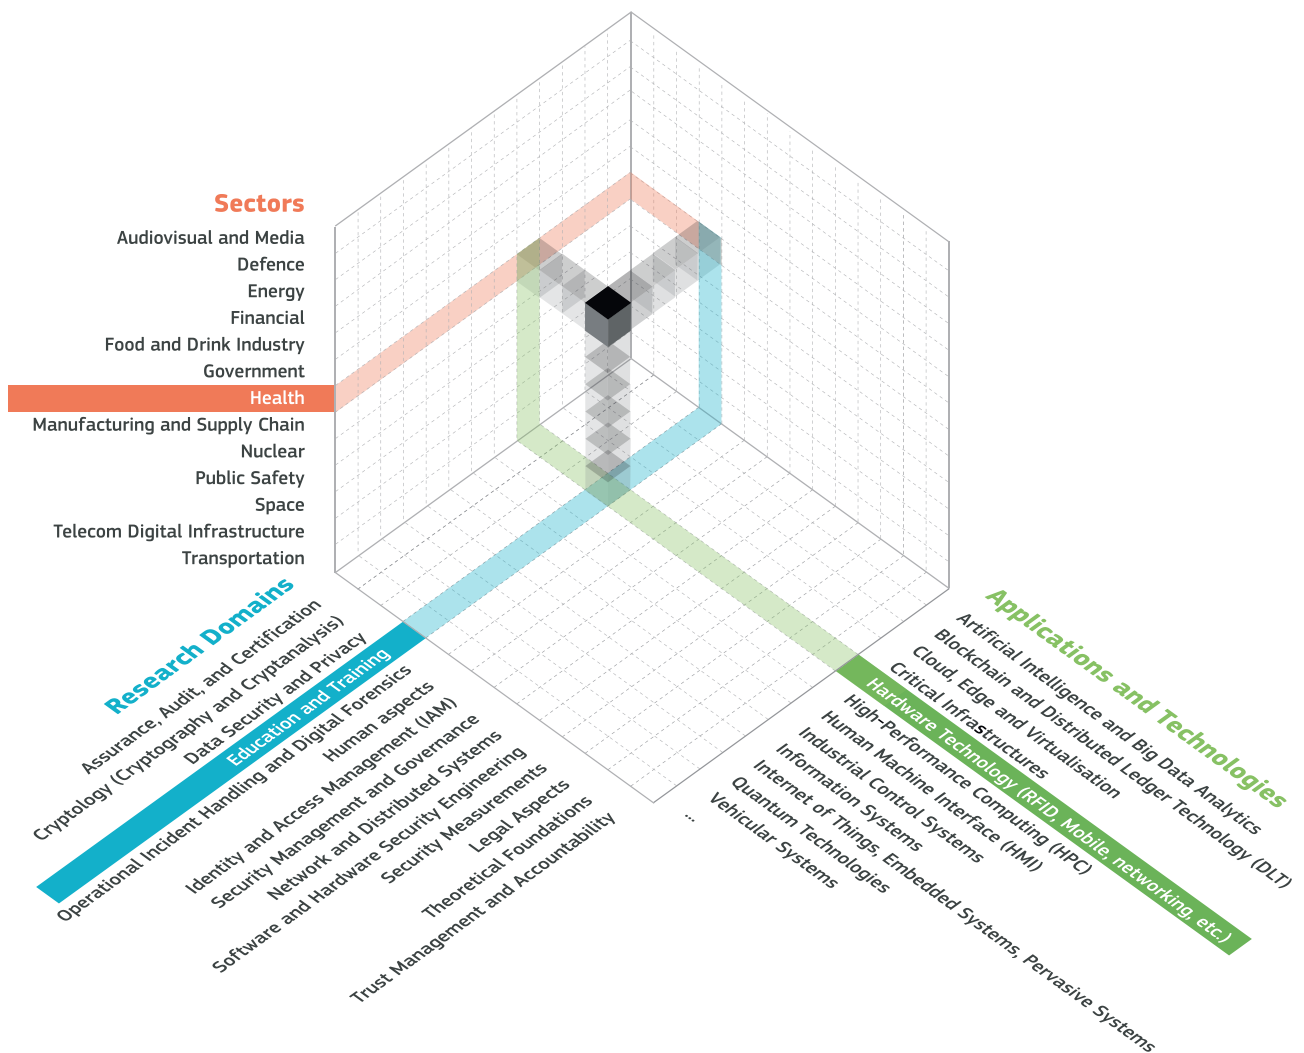 Sectors
Audiovisual and Media
Defence
Energy
Financial
Food and Drink Industry
Government
Health
Manufacturing and Supply Chain
Nuclear
Public Safety
Space
Telecom Digital Infrastructure
Transportation
Research Domains
Assurance, Audit, and Certification
Cryptology (Cryptography and Cryptanalysis)
Data Security and Privacy
Education and Training
Operational Incident Handling and Digital Forensics
Human aspects
Identity and Access Management (IAM)
Security Management and Governance
Network and Distributed Systems
Software and Hardware Security Engineering
Security Measurements
Legal Aspects
Theoretical Foundations
Trust Management and Accountability
Applications and Technologies
Artificial Intelligence and Big Data Analytics
Blockchain and Distributed Ledger Technology (DLT)
Cloud, Edge and Virtualisation
Critical Infrastructures
Hardware Technology (RFID, Mobile, networking, etc.)
High-Performance Computing (HPC)
Human Machine Interface (HMI)
Industrial Control Systems
Information Systems
Internet of Things, Embedded Systems, Pervasive Systems
Quantum Technologies
Vehicular Systems
...